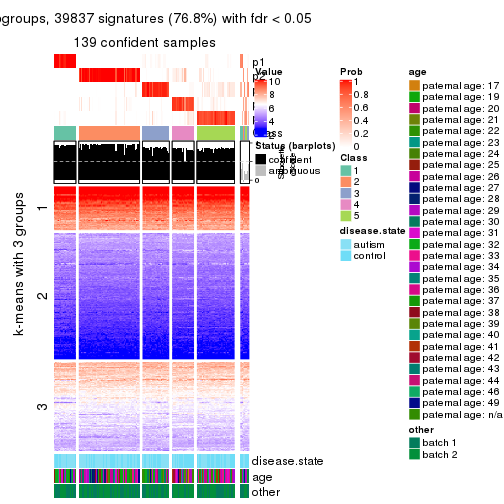 ogroups, 39837 signatures (76.8%) with fdr < 0.05
139 confident samples
p1
p2
Class
k-means with 3 groups
1
2
3
disease.state
age
other
Value
10
8
6
4
2
0
Status (barplots)
confident
ambiguous
Prob
1
0.8
0.6
0.4
0.2
0
Class
1
2
3
4
5
disease.state
autism
control
age
paternal age: 17
paternal age: 19
paternal age: 20
paternal age: 21
paternal age: 22
paternal age: 23
paternal age: 24
paternal age: 25
paternal age: 26
paternal age: 27
paternal age: 28
paternal age: 29
paternal age: 30
paternal age: 31
paternal age: 32
paternal age: 33
paternal age: 34
paternal age: 35
paternal age: 36
paternal age: 37
paternal age: 38
paternal age: 39
paternal age: 40
paternal age: 41
paternal age: 42
paternal age: 43
paternal age: 44
paternal age: 46
paternal age: 49
paternal age: n/a
other
batch 1
batch 2